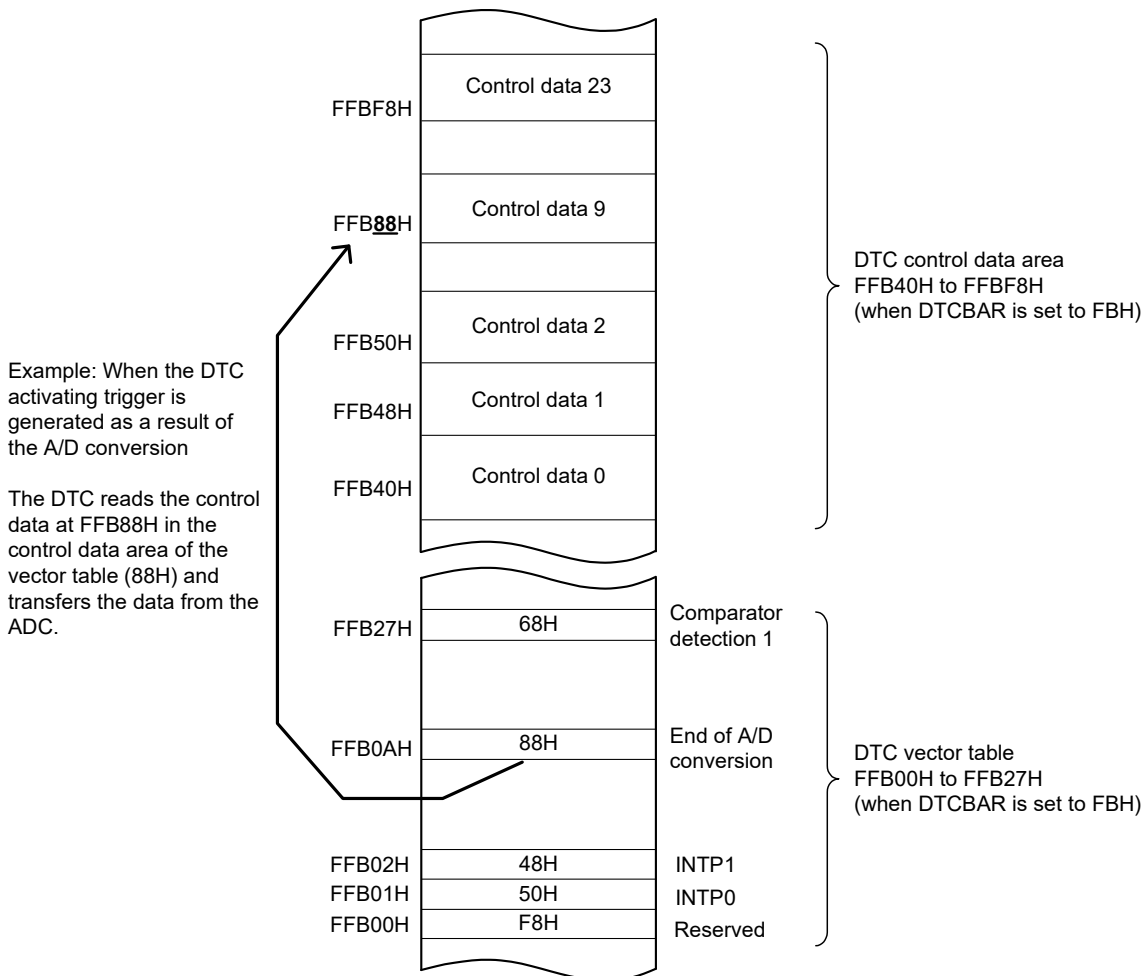 Control data 23
FFBF8H
Control data 9
FFB88H
DTC control data area
FFB40H to FFBF8H
(when DTCBAR is set to FBH)
Control data 2
FFB50H
Example: When the DTC
activating trigger is
generated as a result of
the A/D conversion
Control data 1
FFB48H
Control data 0
FFB40H
The DTC reads the control
data at FFB88H in the
control data area of the
vector table (88H) and
transfers the data from the
ADC.
FFB27H
68H
Comparator
detection 1
FFB0AH
88H
End of A/D
conversion
DTC vector table
FFB00H to FFB27H
(when DTCBAR is set to FBH)
FFB02H
48H
INTP1
FFB01H
50H
INTP0
FFB00H
F8H
Reserved